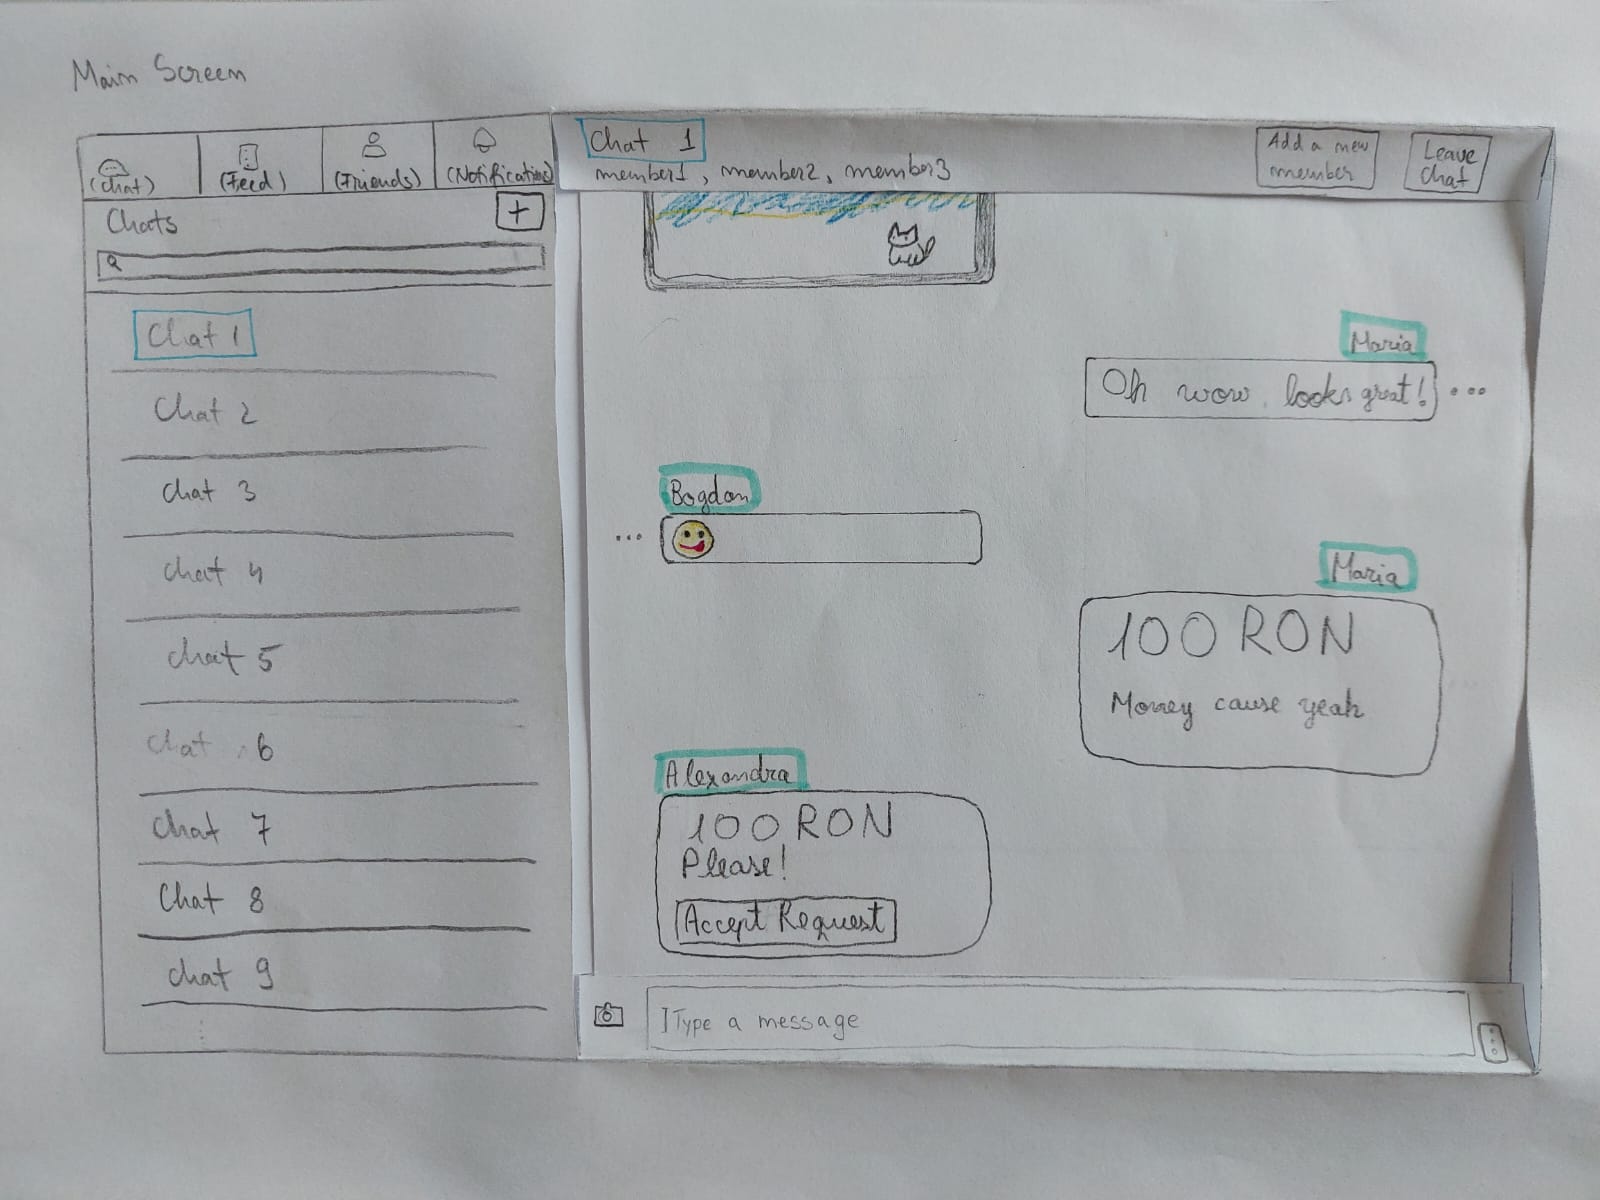 Main Screen
(Chat) (Feed) (Friends) (Notifications)
Chats
+
Chat 1
Chat 2
Chat 3
Chat 4
Chat 5
Chat 6
Chat 7
Chat 8
Chat 9
Chat 1
member1, member2, member3
Add a new
member
Leave
Chat
Maria
Oh wow, looks great! ...
Bogdan
...
Maria
100 RON
Money cause yeah
Alexandra
100 RON
Please!
Accept Request
Type a message